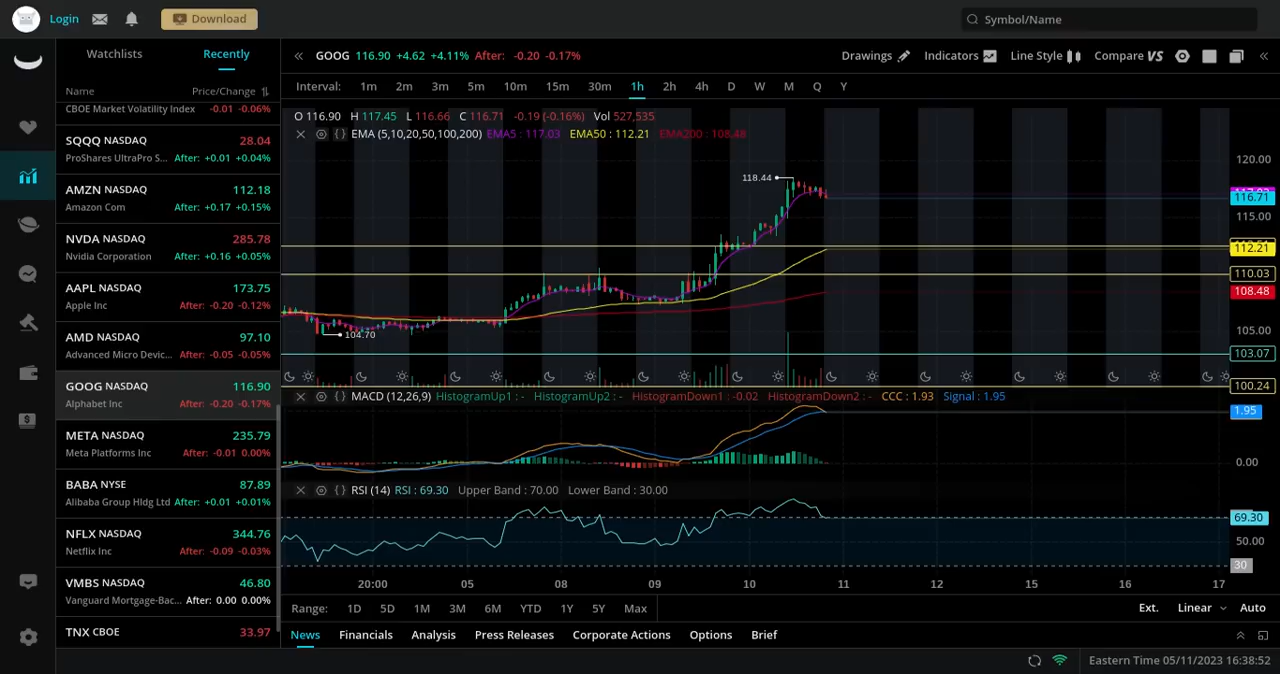 Login
Download
Symbol/Name
Watchlists Recently
Name Price/Change
CBOE Market Volatility Index -0.01 -0.06%
SQQQ NASDAQ 28.04
ProShares UltraPro S... After: +0.01 +0.04%
AMZN NASDAQ 112.18
Amazon Com After: +0.17 +0.15%
NVDA NASDAQ 285.78
Nvidia Corporation After: +0.16 +0.05%
AAPL NASDAQ 173.75
Apple Inc After: -0.20 -0.12%
AMD NASDAQ 97.10
Advanced Micro Devic... After: -0.05 -0.05%
GOOG NASDAQ 116.90
Alphabet Inc After: -0.20 -0.17%
META NASDAQ 235.79
Meta Platforms Inc After: -0.01 0.00%
BABA NYSE 87.89
Alibaba Group Hldg Ltd After: +0.01 +0.01%
NFLX NASDAQ 344.76
Netflix Inc After: -0.09 -0.03%
VMBS NASDAQ 46.80
Vanguard Mortgage-Bac... After: 0.00 0.00%
TNX CBOE 33.97
GOOG 116.90 +4.62 +4.11% After: -0.20 -0.17%
Drawings Indicators Line Style Compare VS
Interval: 1m 2m 3m 5m 10m 15m 30m 1h 2h 4h D W M Q Y
O 116.90 H 117.45 L 116.66 C 116.71 -0.19 (-0.16%) Vol 527,535
EMA (5,10,20,50,100,200) EMA5 : 117.03 EMA50 : 112.21 EMA200 : 108.48
118.44
104.70
120.00
116.71
115.00
112.21
110.03
108.48
105.00
103.07
100.24
MACD (12,26,9) HistogramUp1 : - HistogramUp2 : - HistogramDown1 : -0.02 HistogramDown2 : - CCC : 1.93 Signal : 1.95
1.95
0.00
RSI (14) RSI : 69.30 Upper Band : 70.00 Lower Band : 30.00
69.30
50.00
30
20:00 05 08 09 10 11 12 15 16 17
Range: 1D 5D 1M 3M 6M YTD 1Y 5Y Max
Ext. Linear Auto
News Financials Analysis Press Releases Corporate Actions Options Brief
Eastern Time 05/11/2023 16:38:52